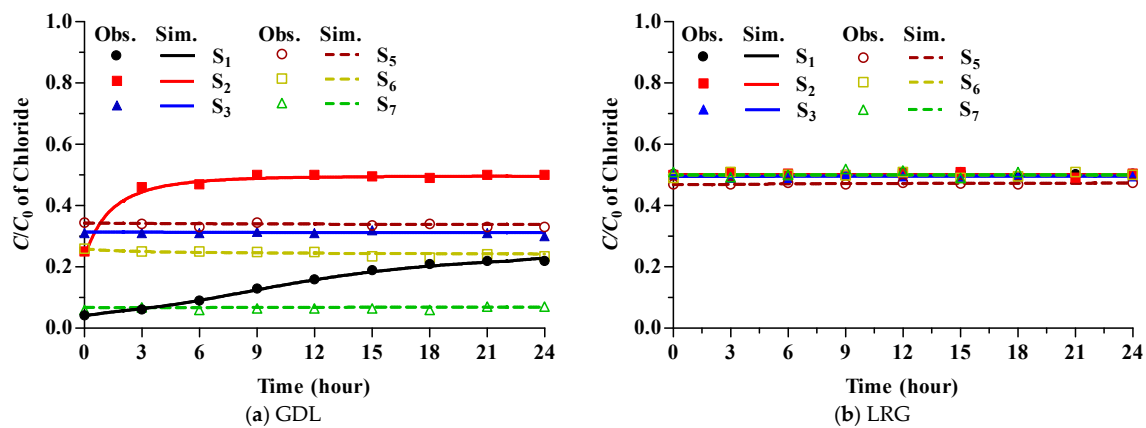 Obs. Sim. Obs. Sim.
S1 S5
S2 S6
S3 S7
C/C0 of Chloride
1.0
0.8
0.6
0.4
0.2
0.0
0 3 6 9 12 15 18 21 24
Time (hour)
(a) GDL
Obs. Sim. Obs. Sim.
S1 S5
S2 S6
S3 S7
C/C0 of Chloride
1.0
0.8
0.6
0.4
0.2
0.0
0 3 6 9 12 15 18 21 24
Time (hour)
(b) LRG